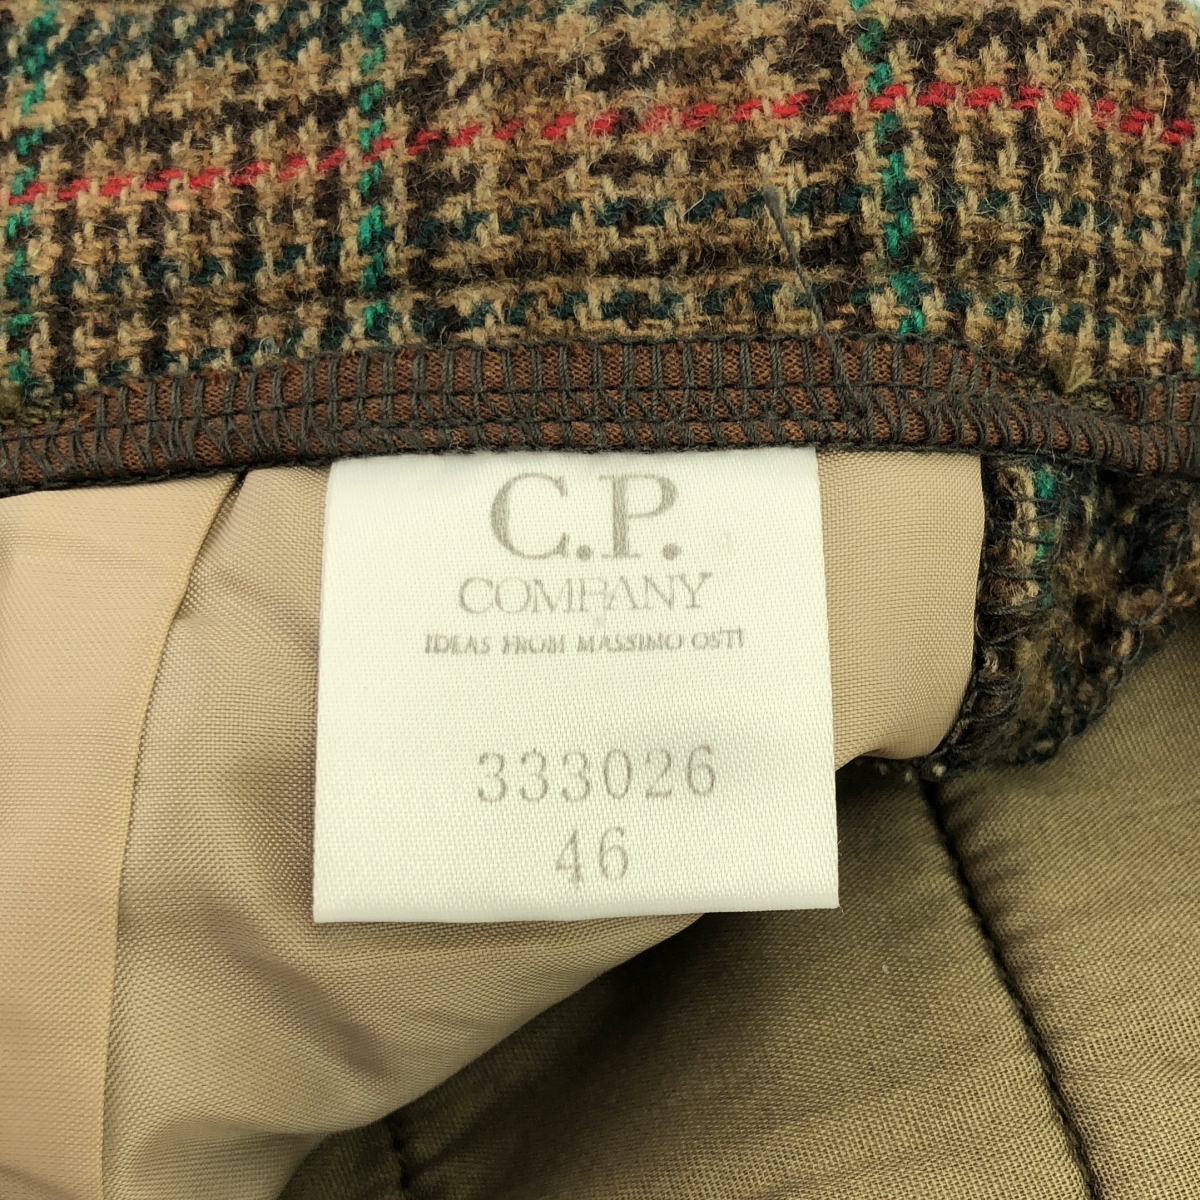 C.P.
COMPANY
IDEAS FROM MASSIMO OSTI
333026
46